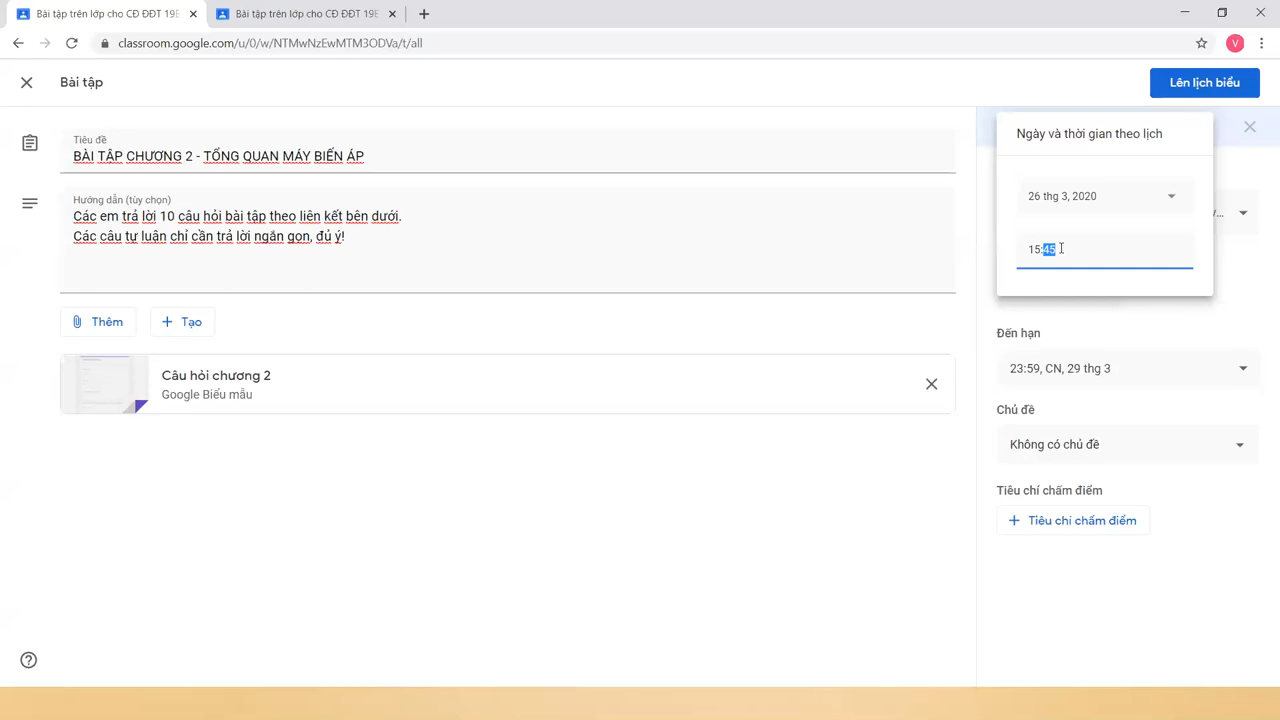 Bài tập trên lớp cho CĐ ĐDT 19E
Bài tập trên lớp cho CĐ ĐDT 19E
classroom.google.com/u/0/w/NTMwNzEwMTM3ODVa/t/all
V
Bài tập
Lên lịch biểu
Tiêu đề
BÀI TẬP CHƯƠNG 2 - TỔNG QUAN MÁY BIẾN ÁP
Hướng dẫn (tùy chọn)
Các em trả lời 10 câu hỏi bài tập theo liên kết bên dưới.
Các câu tự luận chỉ cần trả lời ngắn gọn, đủ ý!
Thêm
Tạo
Câu hỏi chương 2
Google Biểu mẫu
Ngày và thời gian theo lịch
26 thg 3, 2020
15:45
Đến hạn
23:59, CN, 29 thg 3
Chủ đề
Không có chủ đề
Tiêu chí chấm điểm
Tiêu chí chấm điểm